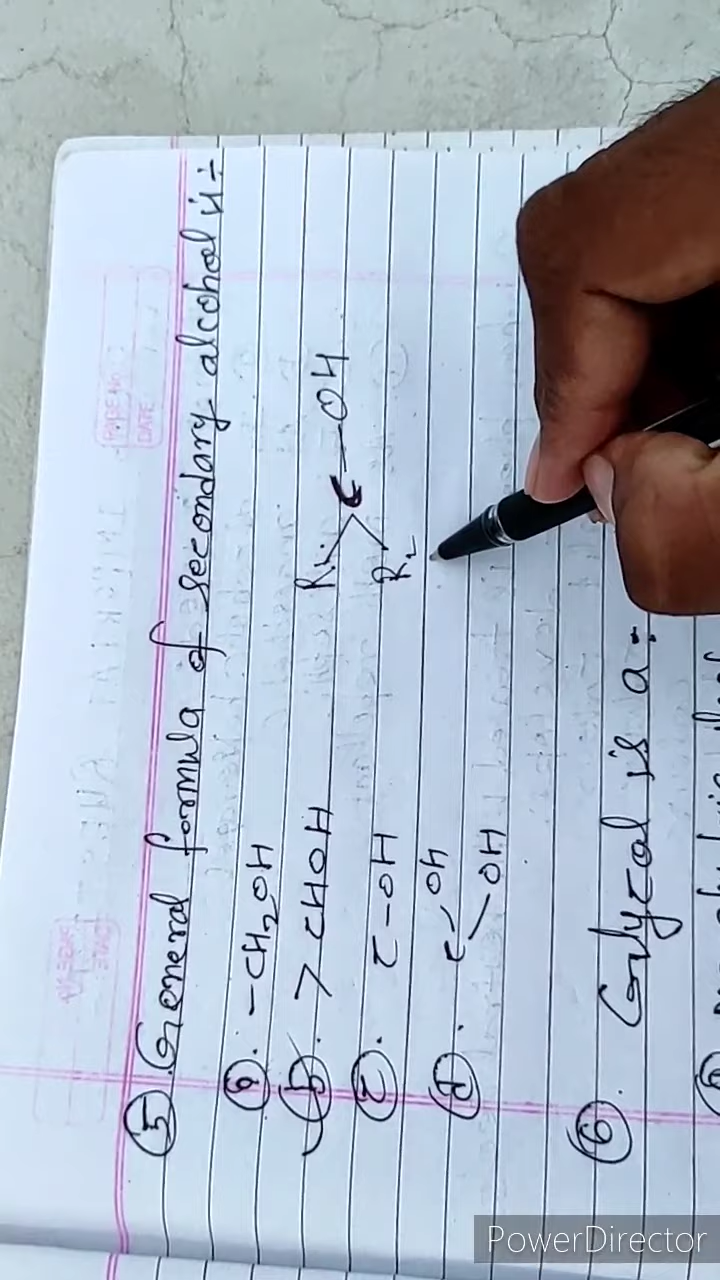 ⑤. General formula of secondary alcohol is÷
ⓐ. -CH2OH
ⓑ. >CHOH
R1
R2
>C-OH
ⓒ. C-OH
ⓓ. C
OH
OH
⑥. Glycol is a÷
PowerDirector